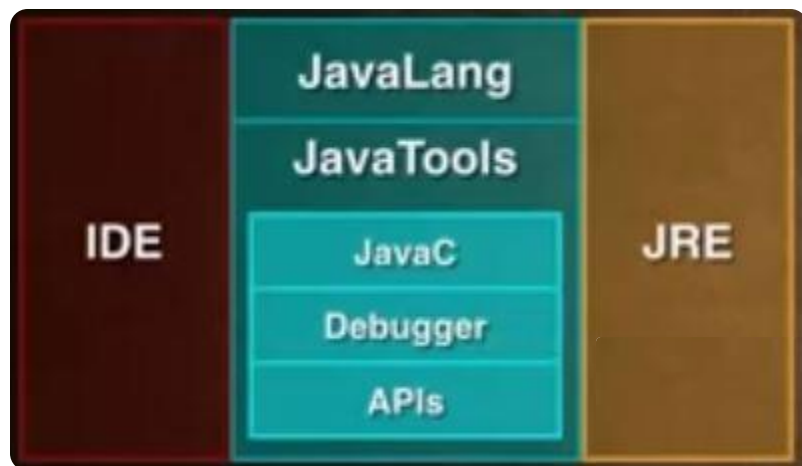 IDE
JavaLang
JavaTools
JavaC
Debugger
APIs
JRE